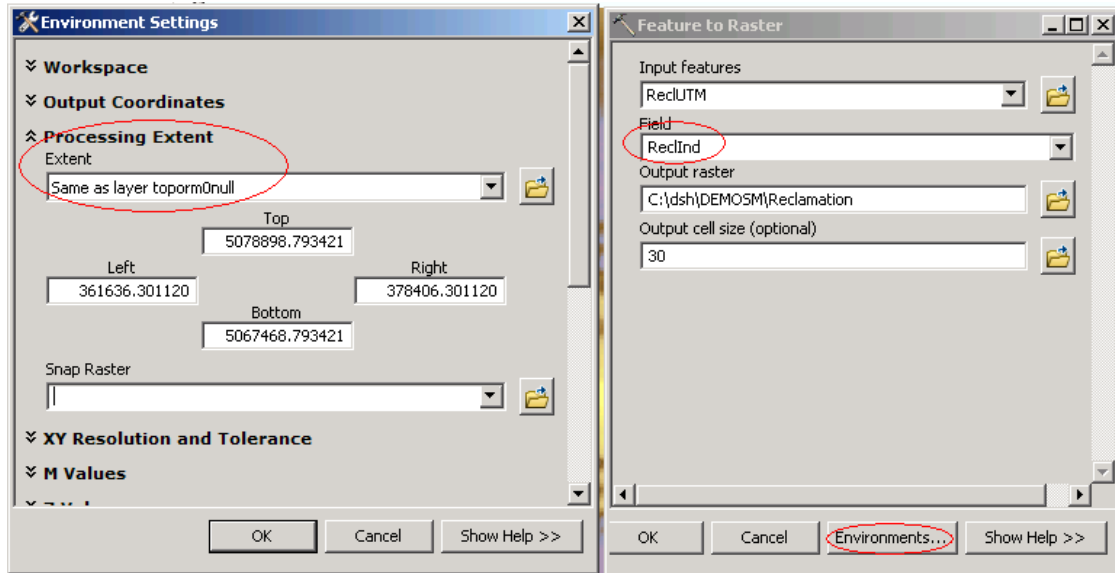 Environment Settings
Workspace
Output Coordinates
Processing Extent
Extent
Same as layer toporm0null
Top
5078898.793421
Left
Right
361636.301120
378406.301120
Bottom
5067468.793421
Snap Raster
XY Resolution and Tolerance
M Values
OK
Cancel
Show Help >>
Feature to Raster
Input features
ReclUTM
Field
ReclInd
Output raster
C:\dsh\DEMOSM\Reclamation
Output cell size (optional)
30
OK
Cancel
Environments...
Show Help >>